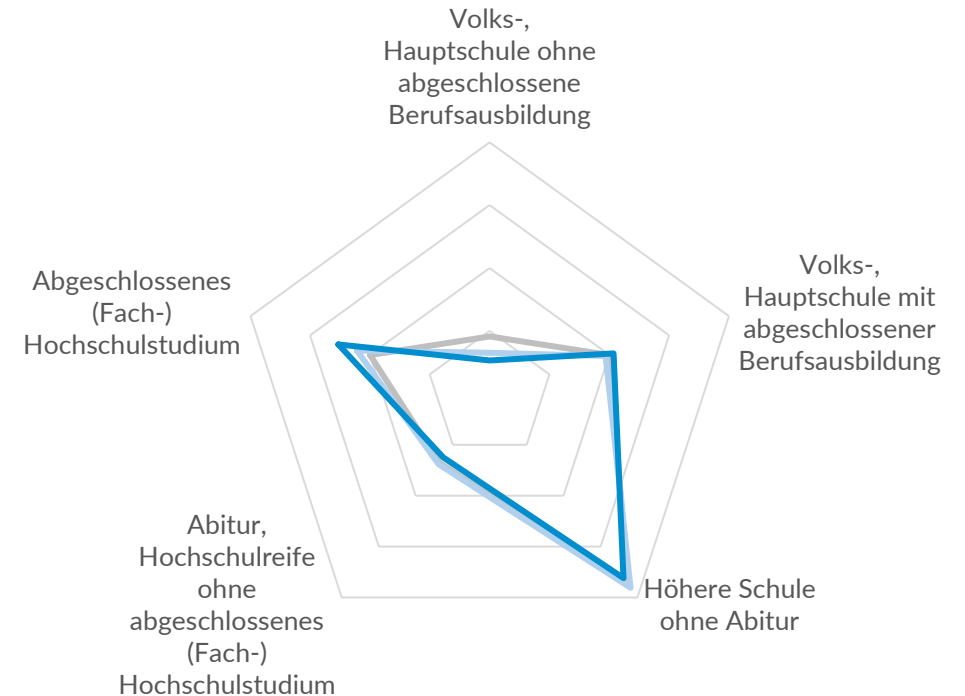 Volks-,
Hauptschule ohne
abgeschlossene
Berufsausbildung
Volks-,
Hauptschule mit
abgeschlossener
Berufsausbildung
Höhere Schule
ohne Abitur
Abitur,
Hochschulreife
ohne
abgeschlossenes
(Fach-)
Hochschulstudium
Abgeschlossenes
(Fach-)
Hochschulstudium